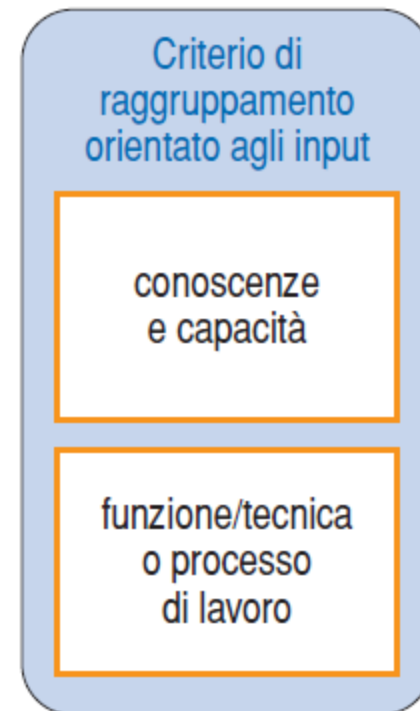 Criterio di
raggruppamento
orientato agli input
conoscenze
e capacità
funzione/tecnica
o processo
di lavoro